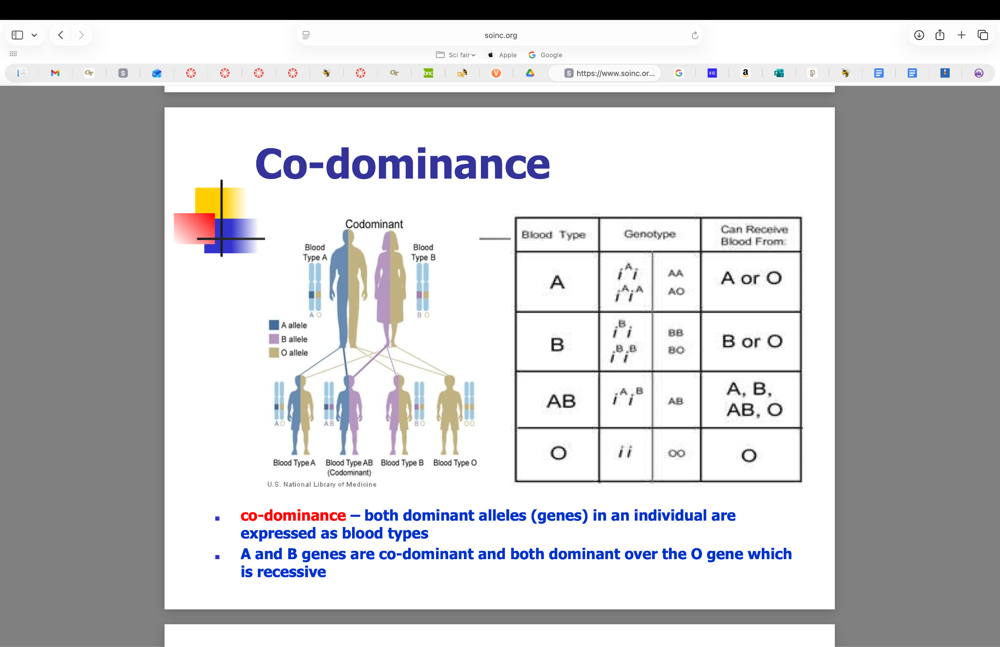 soinc.org
Sci fair
Apple
Google
GT
S
bnc
GT
V
S https://www.soinc.or...
a
Co-dominance
Codominant
Blood
Type A
Blood
Type B
A O
B O
A allele
B allele
O allele
A O
A B
B O
O O
Blood Type A
Blood Type AB
(Codominant)
Blood Type B
Blood Type O
U.S. National Library of Medicine
Blood Type
Genotype
Can Receive
Blood From:
A
i^A i
i^A i^A
AA
AO
A or O
B
i^B i
i^B i^B
BB
BO
B or O
AB
i^A i^B
AB
A, B,
AB, O
O
i i
OO
O
co-dominance – both dominant alleles (genes) in an individual are
expressed as blood types
A and B genes are co-dominant and both dominant over the O gene which
is recessive